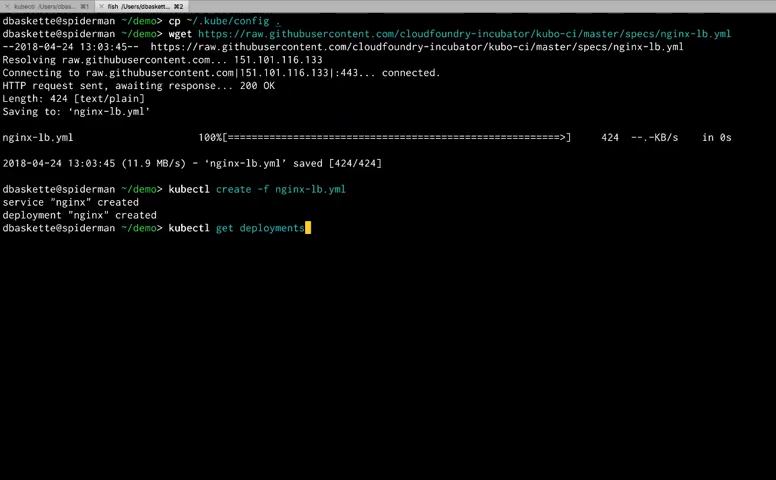 kubectl /Users/dbas... ⌘1
fish /Users/dbaskett... ⌘2
dbaskette@spiderman ~/demo> cp ~/.kube/config .
dbaskette@spiderman ~/demo> wget https://raw.githubusercontent.com/cloudfoundry-incubator/kubo-ci/master/specs/nginx-lb.yml
--2018-04-24 13:03:45--  https://raw.githubusercontent.com/cloudfoundry-incubator/kubo-ci/master/specs/nginx-lb.yml
Resolving raw.githubusercontent.com... 151.101.116.133
Connecting to raw.githubusercontent.com|151.101.116.133|:443... connected.
HTTP request sent, awaiting response... 200 OK
Length: 424 [text/plain]
Saving to: ‘nginx-lb.yml’
nginx-lb.yml 100%[========================================================>] 424 --.-KB/s in 0s
2018-04-24 13:03:45 (11.9 MB/s) - ‘nginx-lb.yml’ saved [424/424]
dbaskette@spiderman ~/demo> kubectl create -f nginx-lb.yml
service "nginx" created
deployment "nginx" created
dbaskette@spiderman ~/demo> kubectl get deployments